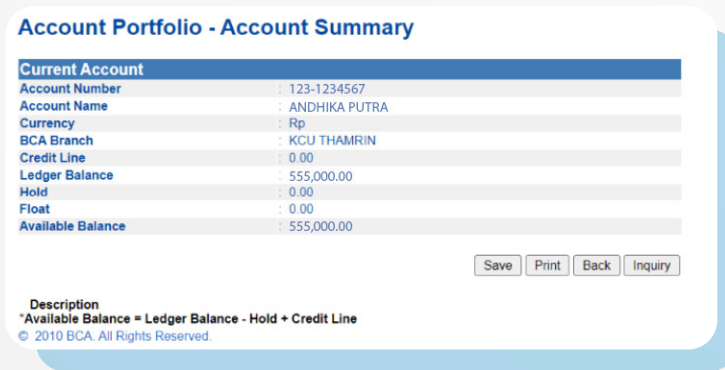 Account Portfolio - Account Summary
Current Account
Account Number : 123-1234567
Account Name : ANDHIKA PUTRA
Currency : Rp
BCA Branch : KCU THAMRIN
Credit Line : 0.00
Ledger Balance : 555,000.00
Hold : 0.00
Float : 0.00
Available Balance : 555,000.00
Save Print Back Inquiry
Description
*Available Balance = Ledger Balance - Hold + Credit Line
© 2010 BCA. All Rights Reserved.